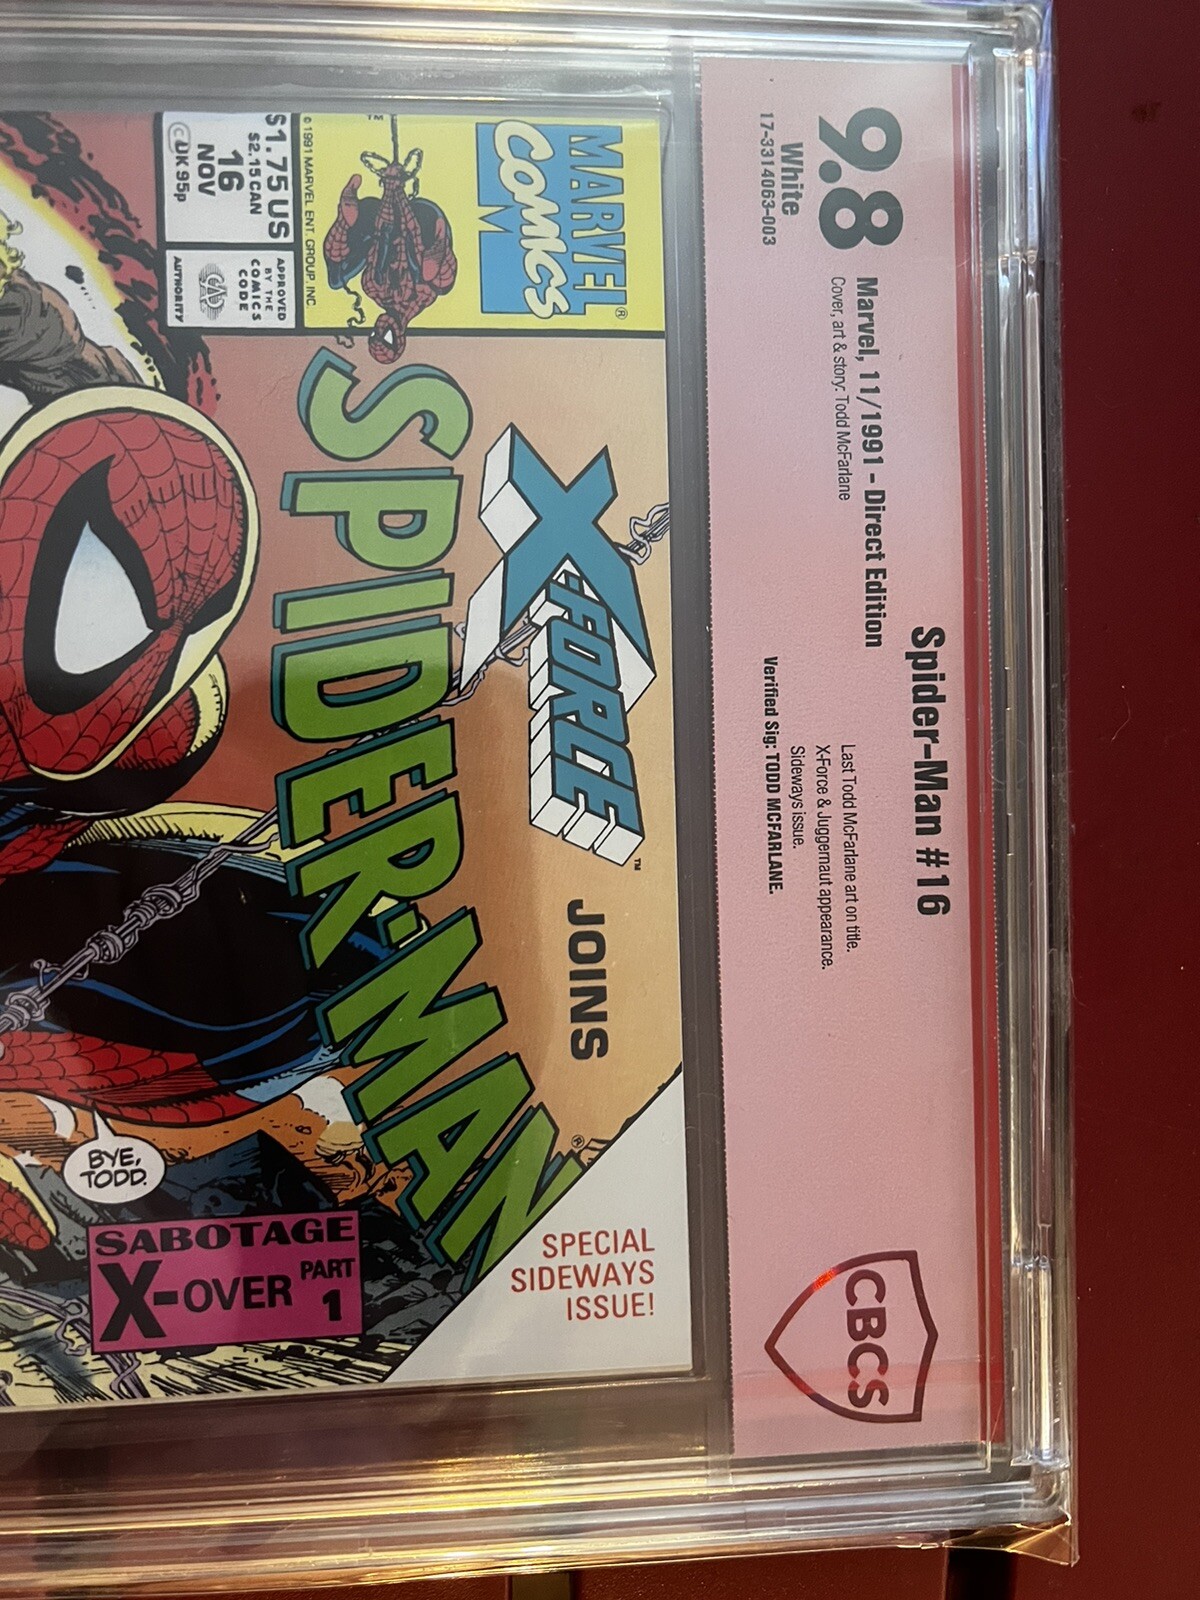 Spider-Man #16
9.8
White
17-3314063-003
Marvel, 11/1991 - Direct Edition
Cover, art & story: Todd McFarlane
Last Todd McFarlane art on title.
X-Force & Juggernaut appearance.
Sideways issue.
Verified Sig: TODD MCFARLANE.
CBCS
MARVEL®
COMICS
™
© 1991 MARVEL ENT. GROUP, INC.
$1.75 US
$2.15 CAN
16
NOV
UK 95p
APPROVED
BY THE
COMICS
CODE
CA
AUTHORITY
X-FORCE™
JOINS
SPIDER-MAN®
SPECIAL
SIDEWAYS
ISSUE!
BYE,
TODD.
SABOTAGE
X-OVER PART
1